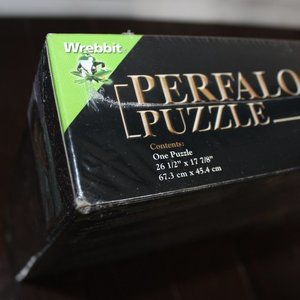 Wrebbit
PERFALO
PUZZLE
Contents:
One Puzzle
26 1/2" x 17 7/8"
67.3 cm x 45.4 cm